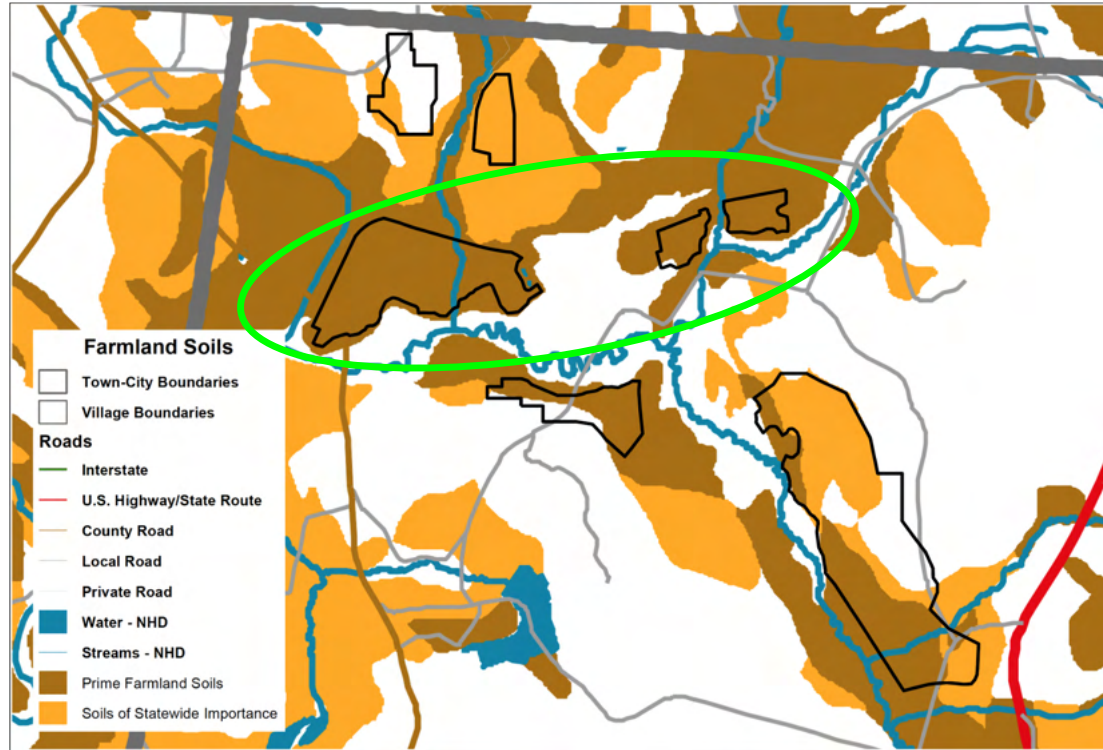 Farmland Soils
Town-City Boundaries
Village Boundaries
Roads
Interstate
U.S. Highway/State Route
County Road
Local Road
Private Road
Water - NHD
Streams - NHD
Prime Farmland Soils
Soils of Statewide Importance